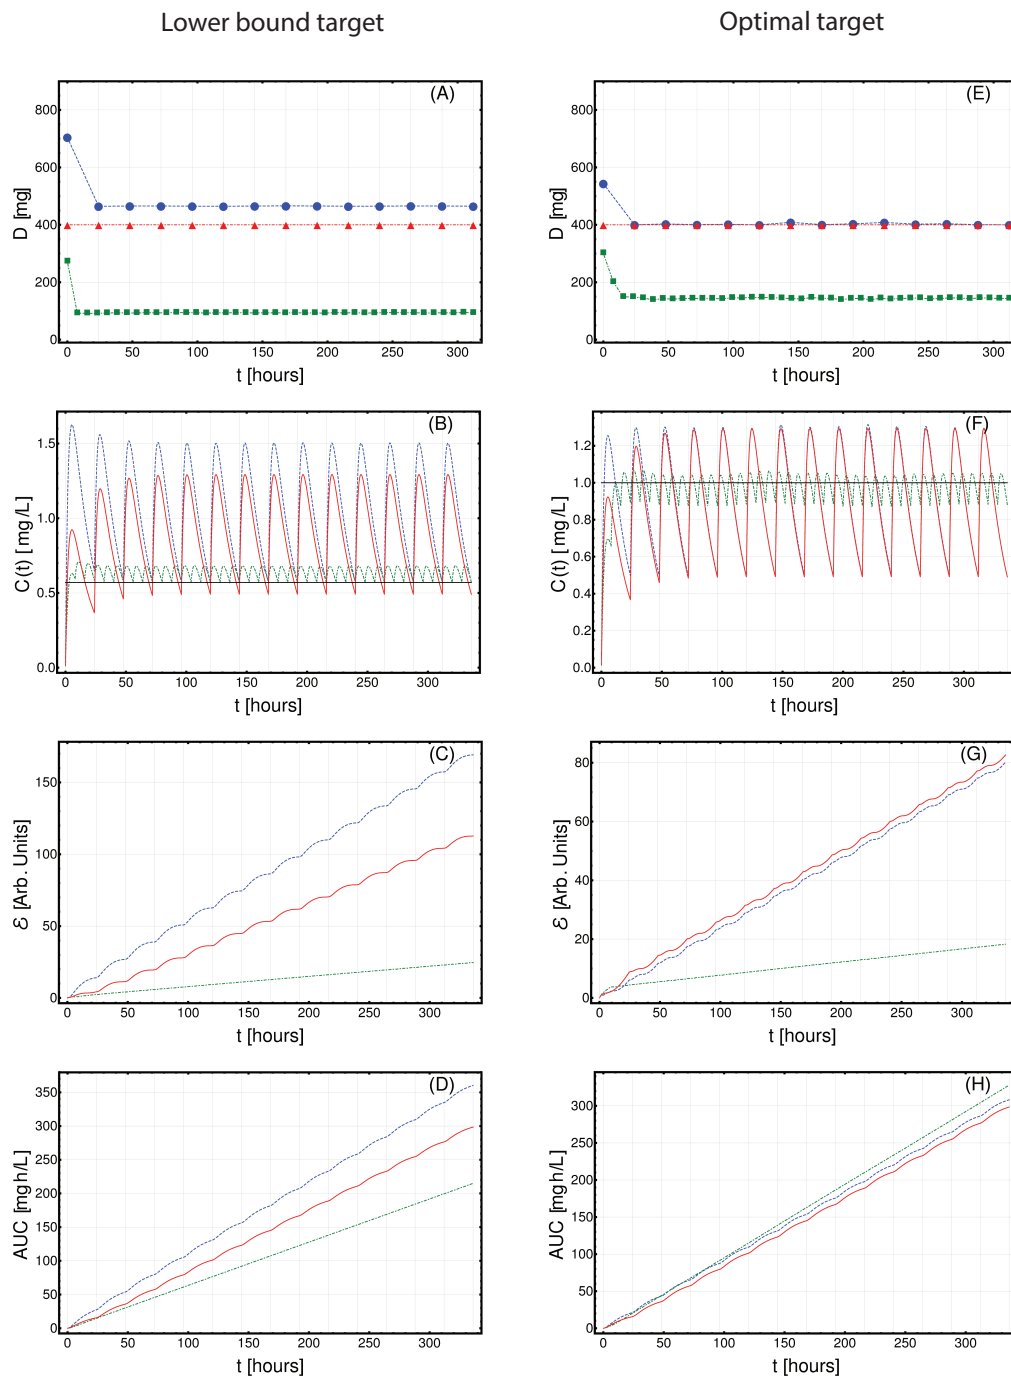 Lower bound target
Optimal target
(A)
800
600
400
200
0
D [mg]
0 50 100 150 200 250 300
t [hours]
(E)
800
600
400
200
0
D [mg]
0 50 100 150 200 250 300
t [hours]
(B)
1.5
1.0
0.5
0.0
C(t) [mg/L]
0 50 100 150 200 250 300
t [hours]
(F)
1.2
1.0
0.8
0.6
0.4
0.2
0.0
C(t) [mg/L]
0 50 100 150 200 250 300
t [hours]
(C)
150
100
50
0
ℰ [Arb. Units]
0 50 100 150 200 250 300
t [hours]
(G)
80
60
40
20
0
ℰ [Arb. Units]
0 50 100 150 200 250 300
t [hours]
(D)
350
300
250
200
150
100
50
0
AUC [mg h/L]
0 50 100 150 200 250 300
t [hours]
(H)
300
250
200
150
100
50
0
AUC [mg h/L]
0 50 100 150 200 250 300
t [hours]